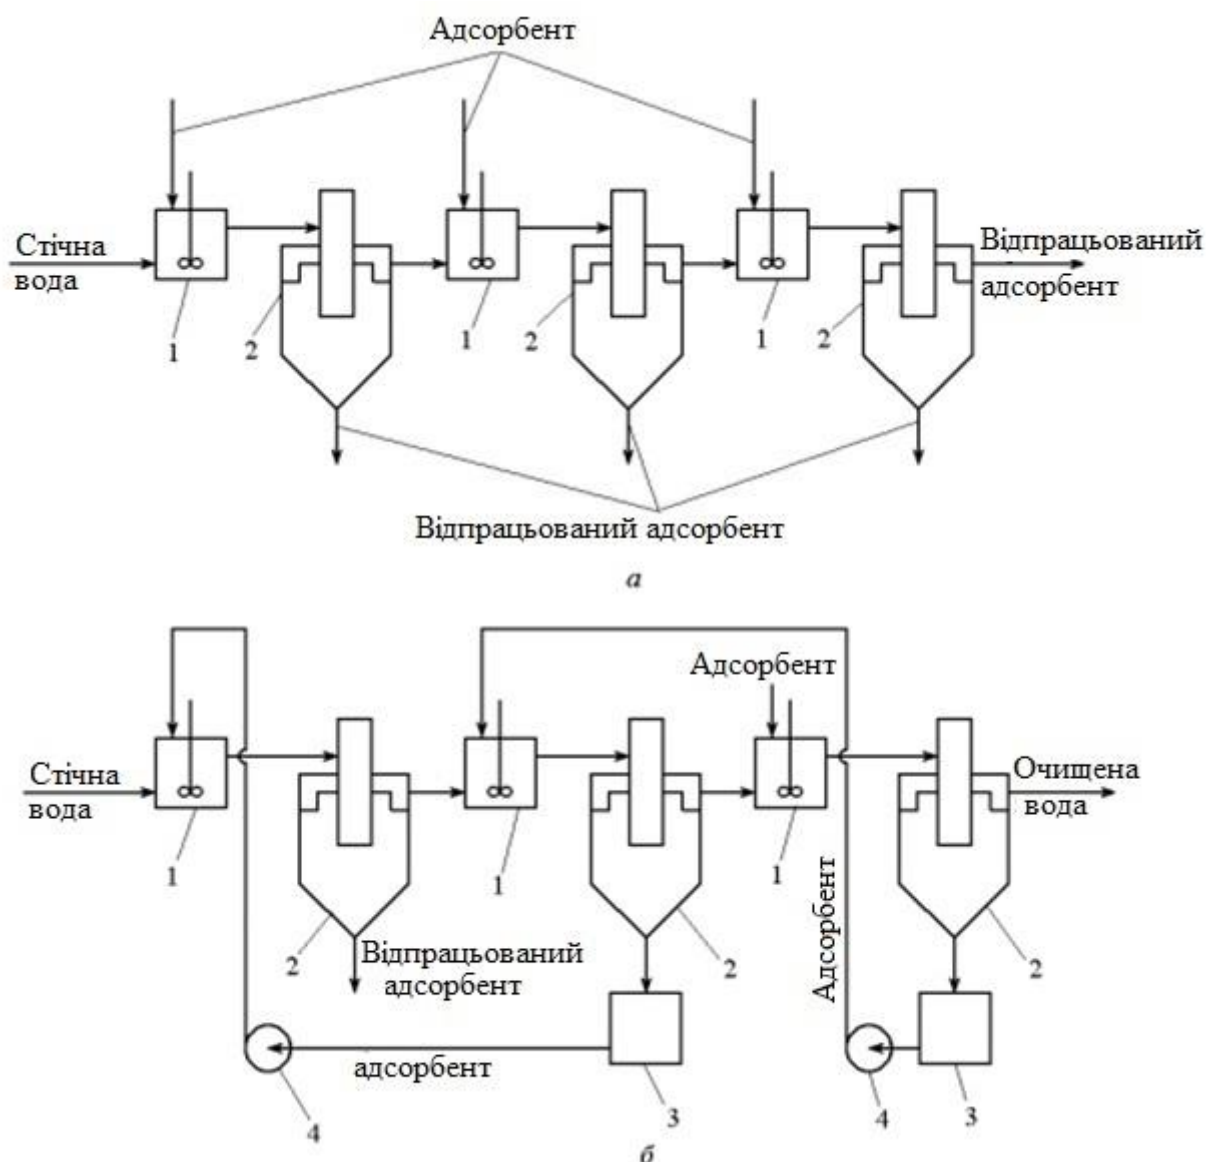 Адсорбент
Стічна
вода
1
2
1
2
1
2
Відпрацьований
адсорбент
Відпрацьований адсорбент
а
Адсорбент
Стічна
вода
1
2
1
2
1
2
Очищена
вода
Адсорбент
Відпрацьований
адсорбент
адсорбент
4
3
4
3
б